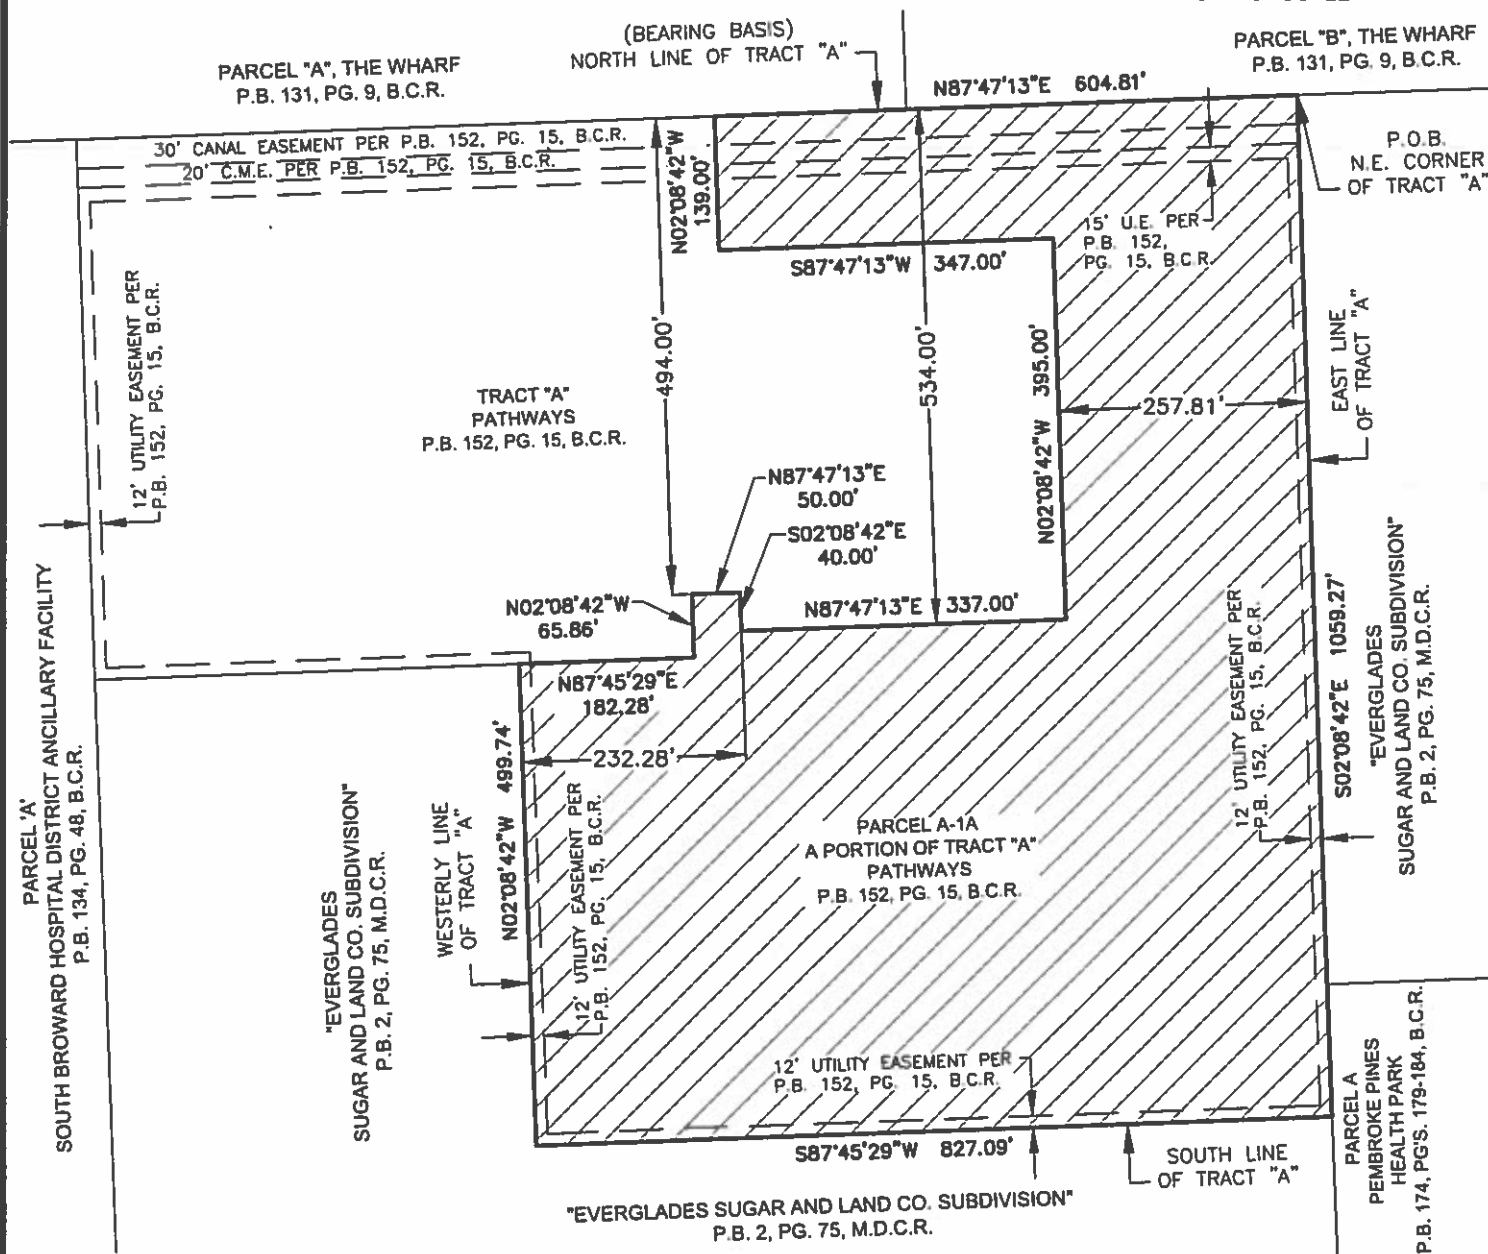 (BEARING BASIS)
NORTH LINE OF TRACT "A"
PARCEL "A", THE WHARF
P.B. 131, PG. 9, B.C.R.
PARCEL "B", THE WHARF
P.B. 131, PG. 9, B.C.R.
N87°47'13"E 604.81'
30' CANAL EASEMENT PER P.B. 152, PG. 15, B.C.R.
20' C.M.E. PER P.B. 152, PG. 15, B.C.R.
N02°08'42"W
139.00'
P.O.B.
N.E. CORNER
OF TRACT "A"
15' U.E. PER
P.B. 152,
PG. 15, B.C.R.
S87°47'13"W 347.00'
12' UTILITY EASEMENT PER
P.B. 152, PG. 15, B.C.R.
494.00'
534.00'
N02°08'42"W 395.00'
257.81'
EAST LINE
OF TRACT "A"
TRACT "A"
PATHWAYS
P.B. 152, PG. 15, B.C.R.
N87°47'13"E
50.00'
S02°08'42"E
40.00'
N02°08'42"W
65.86'
N87°47'13"E 337.00'
N87°45'29"E
182.28'
232.28'
N02°08'42"W 499.74'
12' UTILITY EASEMENT PER
P.B. 152, PG. 15, B.C.R.
S02°08'42"E 1059.27'
"EVERGLADES
SUGAR AND LAND CO. SUBDIVISION"
P.B. 2, PG. 75, M.D.C.R.
PARCEL 'A'
SOUTH BROWARD HOSPITAL DISTRICT ANCILLARY FACILITY
P.B. 134, PG. 48, B.C.R.
"EVERGLADES
SUGAR AND LAND CO. SUBDIVISION"
P.B. 2, PG. 75, M.D.C.R.
WESTERLY LINE
OF TRACT "A"
12' UTILITY EASEMENT PER
P.B. 152, PG. 15, B.C.R.
PARCEL A-1A
A PORTION OF TRACT "A"
PATHWAYS
P.B. 152, PG. 15, B.C.R.
12' UTILITY EASEMENT PER
P.B. 152, PG. 15, B.C.R.
S87°45'29"W 827.09'
SOUTH LINE
OF TRACT "A"
PARCEL A
PEMBROKE PINES
HEALTH PARK
P.B. 174, PG'S. 179-184, B.C.R.
"EVERGLADES SUGAR AND LAND CO. SUBDIVISION"
P.B. 2, PG. 75, M.D.C.R.